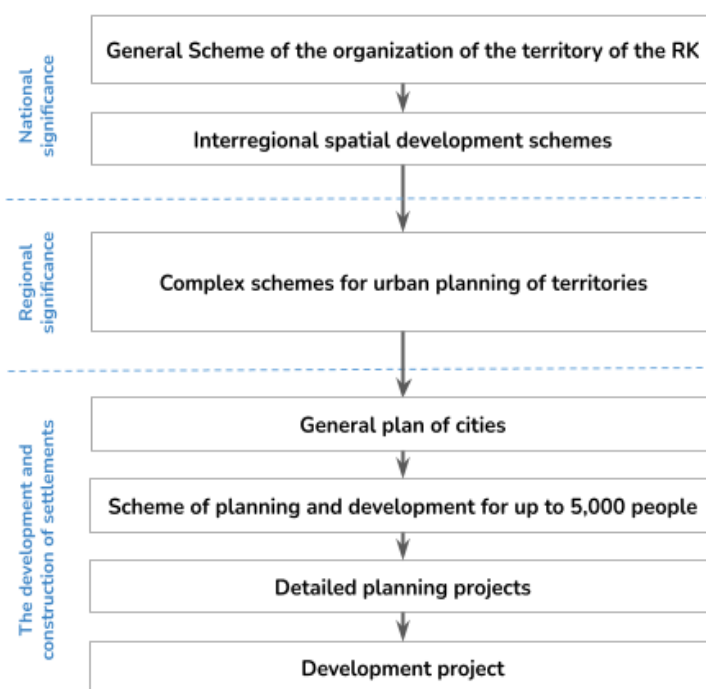 National
significance
General Scheme of the organization of the territory of the RK
Interregional spatial development schemes
Regional
significance
Complex schemes for urban planning of territories
The development and
construction of settlements
General plan of cities
Scheme of planning and development for up to 5,000 people
Detailed planning projects
Development project